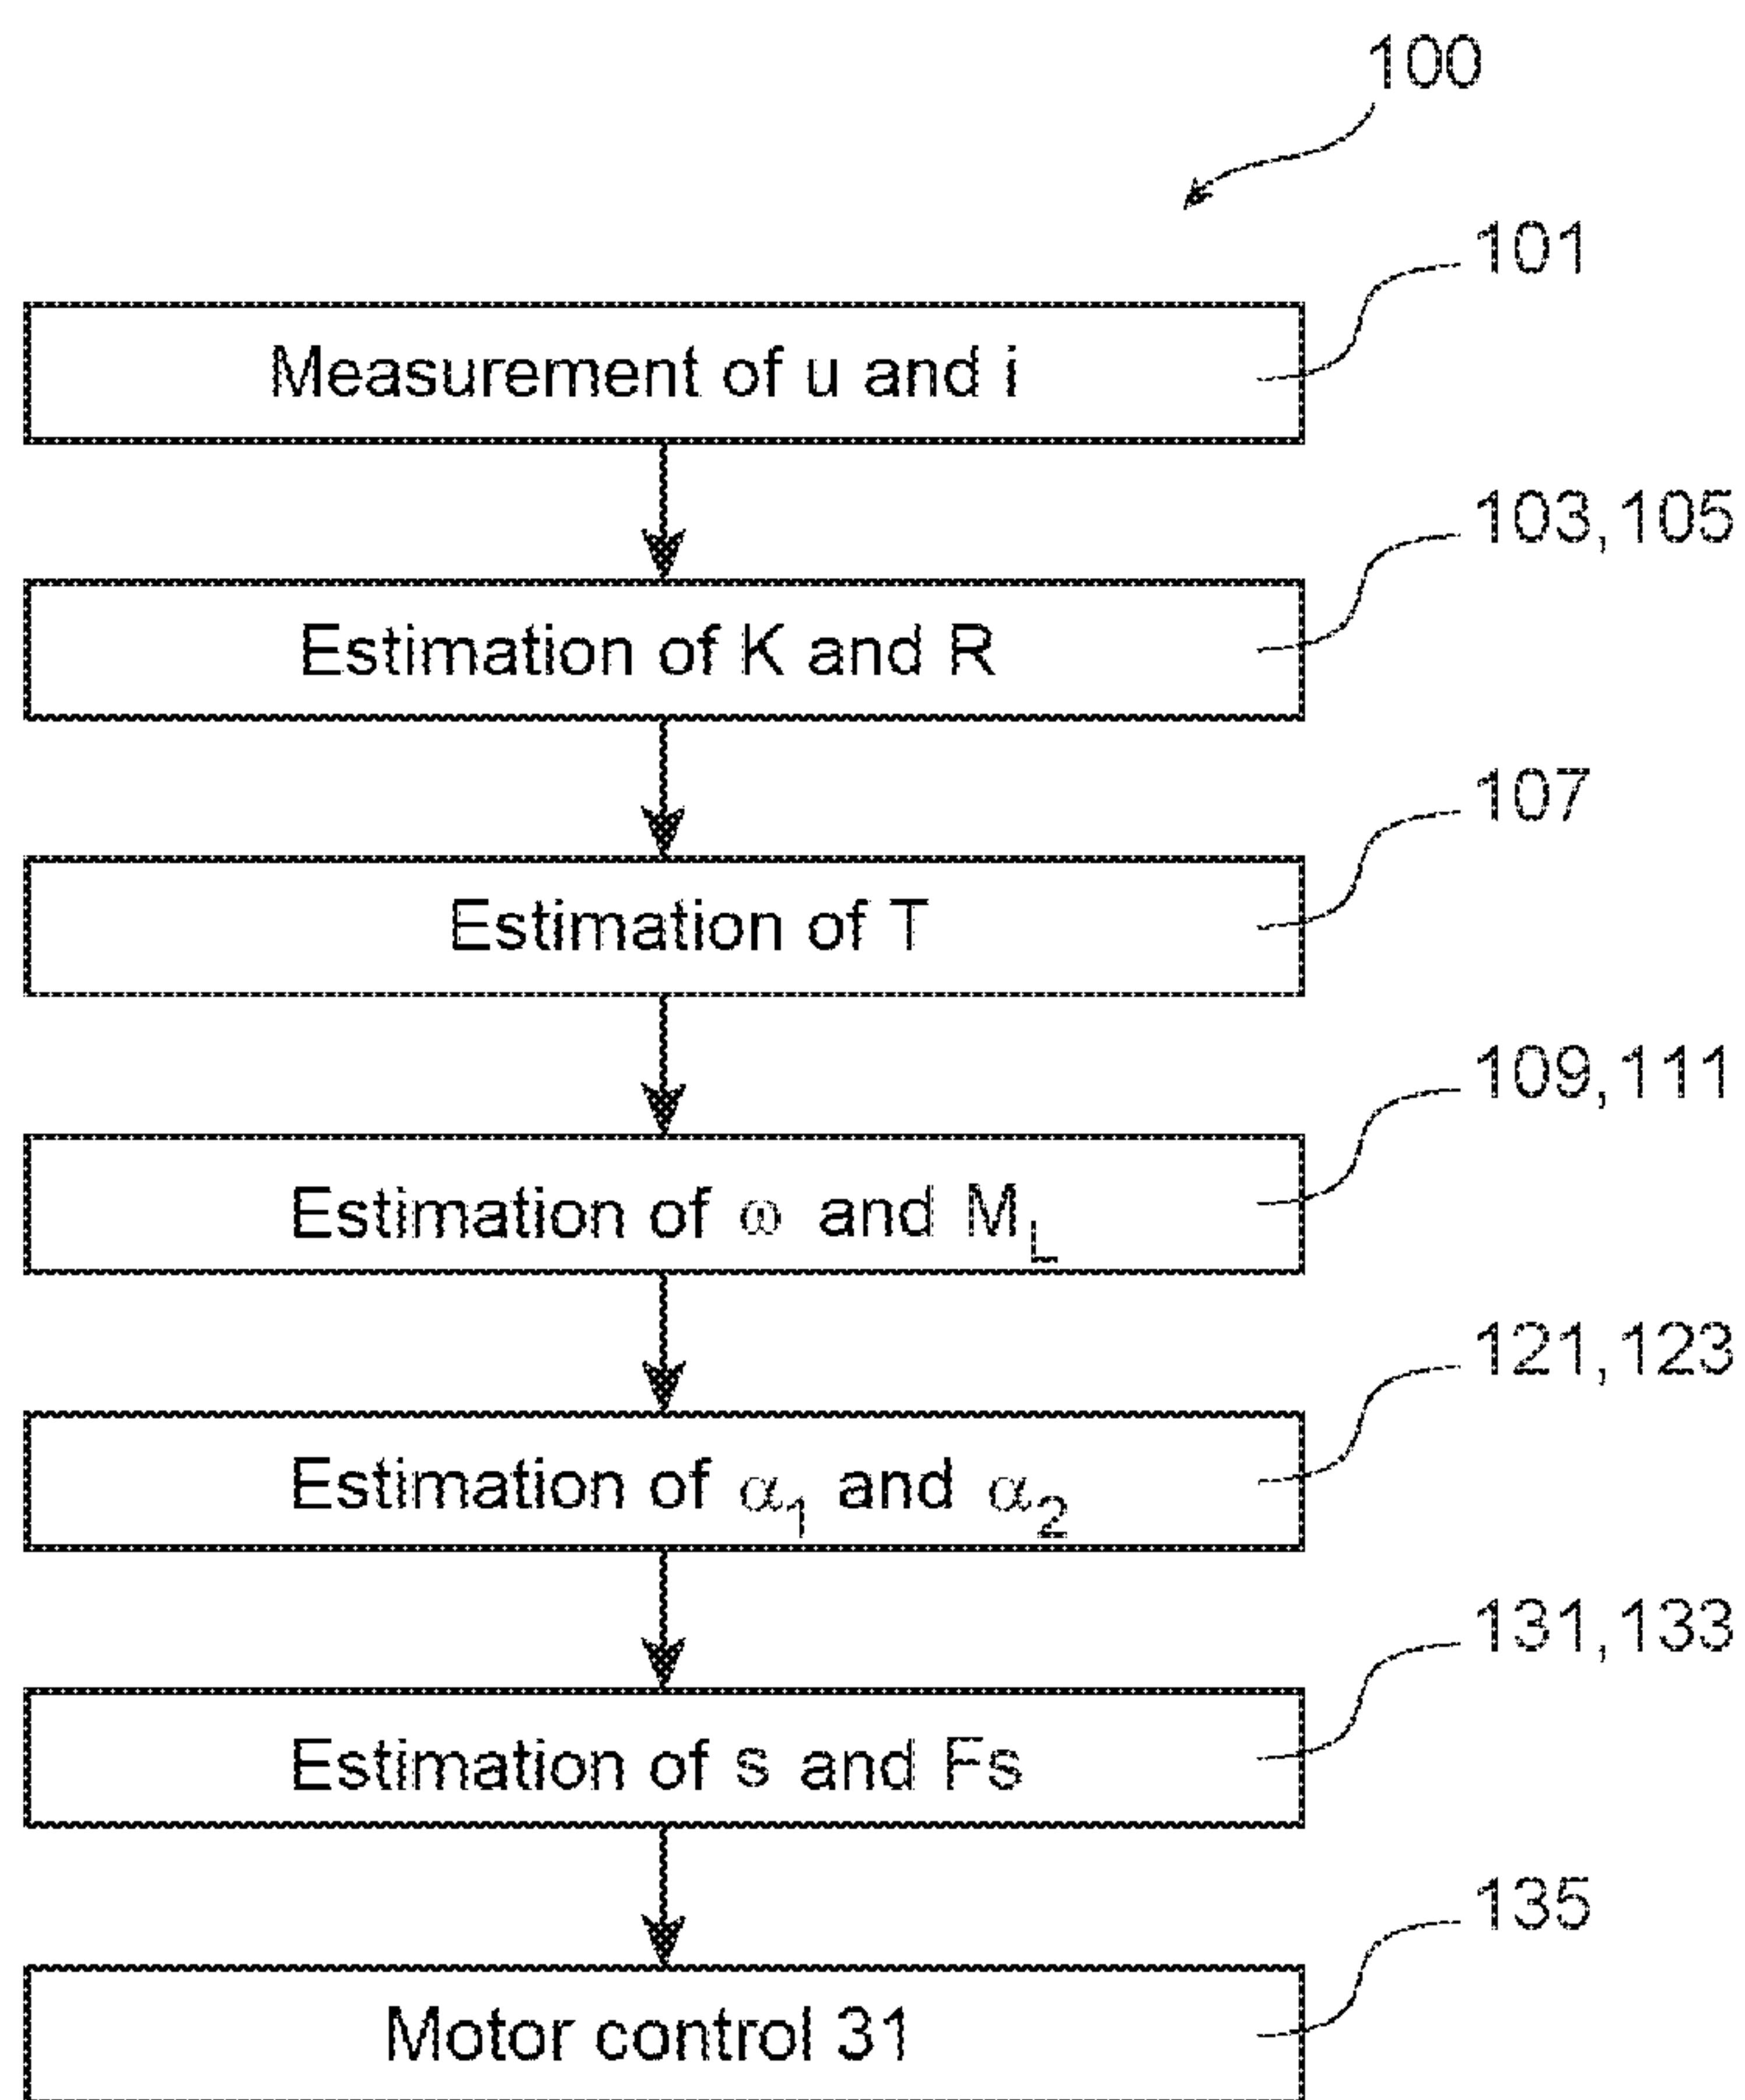 100
101
Measurement of u and i
103,105
Estimation of K and R
107
Estimation of T
109,111
Estimation of ω and M_L
121,123
Estimation of α₁ and α₂
131,133
Estimation of s and Fs
135
Motor control 31